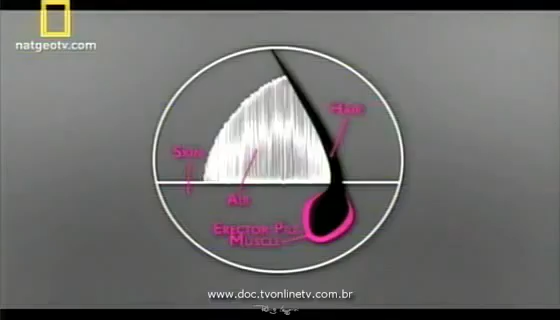 natgeotv.com
Hair
Skin
Air
Erector Pili
Muscle
www.doc.tvonlinetv.com.br